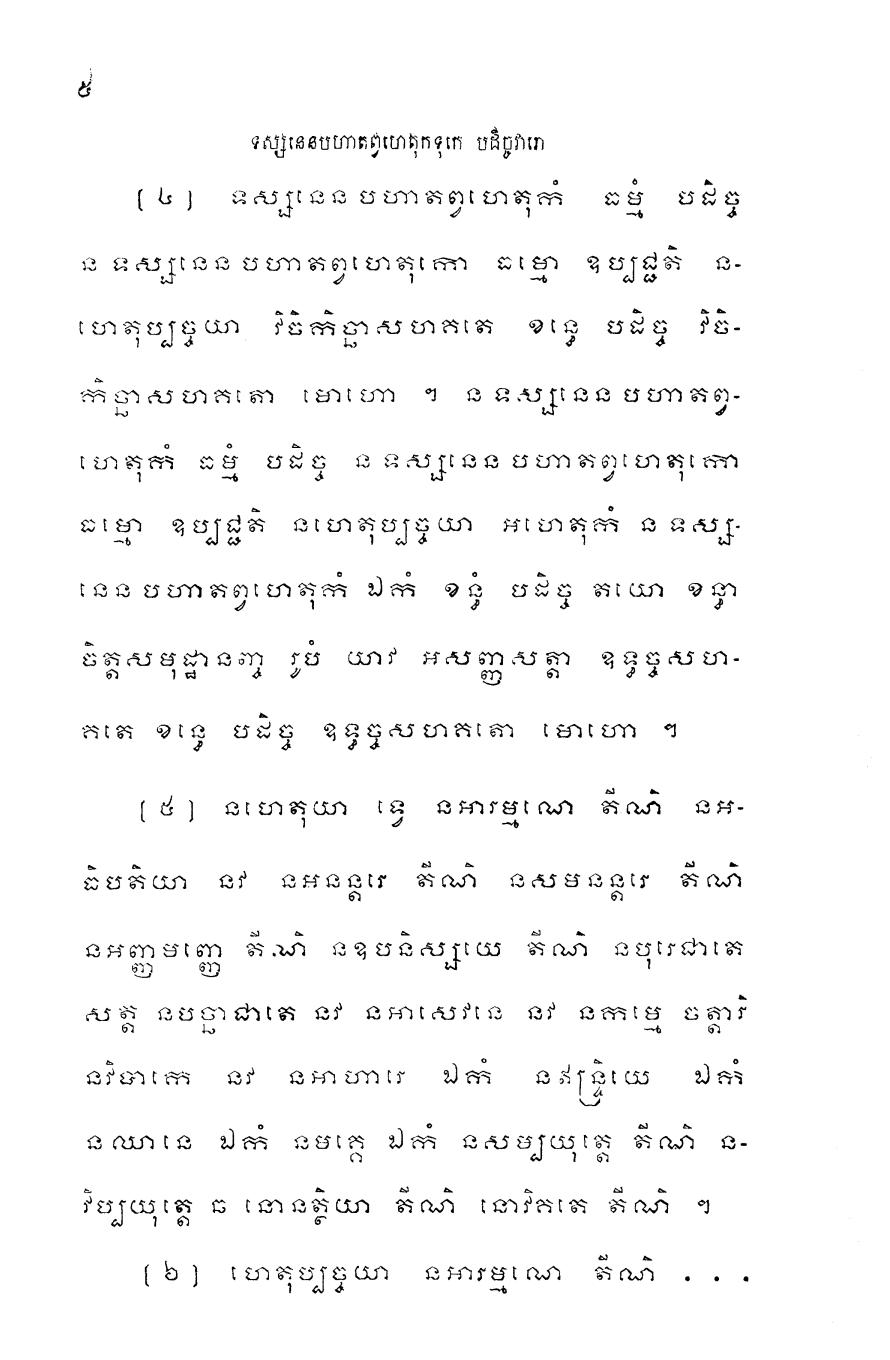 ៥
ទស្សនេនបហាតព្វហេតុកទុកេ បដិច្ចវារោ
[ ៤ ] ទស្សនេន បហាតព្វហេតុកំ ធម្មំ បដិច្ច
ន ទស្សនេន បហាតព្វហេតុកោ ធម្មោ ឧប្បជ្ជតិ ន-
ហេតុប្បច្ចយា វិចិកិច្ឆាសហគតេ ខន្ធេ បដិច្ច វិចិ-
កិច្ឆាសហគតោ មោហោ ។ ន ទស្សនេន បហាតព្វ-
ហេតុកំ ធម្មំ បដិច្ច ន ទស្សនេន បហាតព្វហេតុកោ
ធម្មោ ឧប្បជ្ជតិ នហេតុប្បច្ចយា អហេតុកំ ន ទស្ស-
នេន បហាតព្វហេតុកំ ឯកំ ខន្ធំ បដិច្ច តយោ ខន្ធា
ចិត្តសមុដ្ឋានញ្ច រូបំ យាវ អសញ្ញសត្តា ឧទ្ធច្ចសហ-
គតេ ខន្ធេ បដិច្ច ឧទ្ធច្ចសហគតោ មោហោ ។
[ ៥ ] នហេតុយា ទ្វេ នអារម្មណេ តីណិ នអ-
ធិបតិយា នវ នអនន្តរេ តីណិ នសមនន្តរេ តីណិ
នអញ្ញមញ្ញេ តីណិ នឧបនិស្សយេ តីណិ នបុរេជាតេ
សត្ត នបច្ឆាជាតេ នវ នអាសេវនេ នវ នកម្មេ ចត្តារិ
នវិបាកេ នវ នអាហារេ ឯកំ នឥន្ទ្រិយេ ឯកំ
នឈានេ ឯកំ នមគ្គេ ឯកំ នសម្បយុត្តេ តីណិ ន-
វិប្បយុត្តេ ឆ នោនត្ថិយា តីណិ នោវិគតេ តីណិ ។
[ ៦ ] ហេតុប្បច្ចយា នអារម្មណេ តីណិ . . .